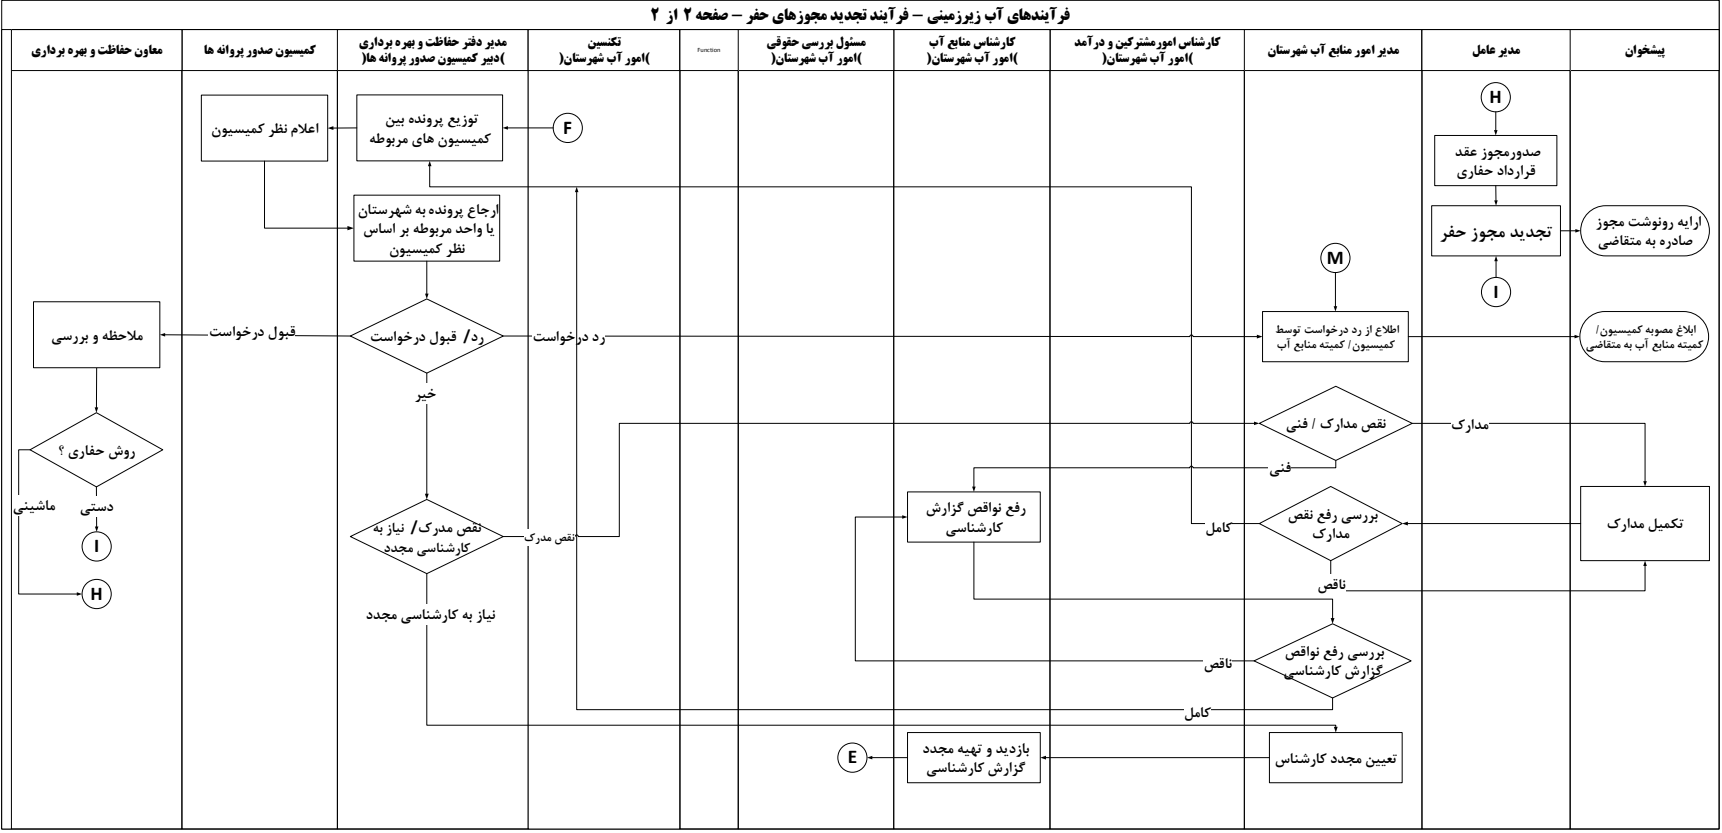 فرآیندهای آب زیرزمینی – فرآیند تجدید مجوزهای حفر – صفحه ۲ از ۲
پیشخوان
مدیر عامل
مدیر امور منابع آب شهرستان
کارشناس امورمشترکین و درآمد
)امور آب شهرستان(
کارشناس منابع آب
)امور آب شهرستان(
مسئول بررسی حقوقی
)امور آب شهرستان(
Function
تکنسین
)امور آب شهرستان(
مدیر دفتر حفاظت و بهره برداری
)دبیر کمیسیون صدور پروانه ها(
کمیسیون صدور پروانه ها
معاون حفاظت و بهره برداری
H
صدورمجوز عقد
قرارداد حفاری
تجدید مجوز حفر
ارایه رونوشت مجوز
صادره به متقاضی
I
F
توزیع پرونده بین
کمیسیون های مربوطه
اعلام نظر کمیسیون
ارجاع پرونده به شهرستان
یا واحد مربوطه بر اساس
نظر کمیسیون
M
رد/ قبول درخواست
رد درخواست
قبول درخواست
خیر
اطلاع از رد درخواست توسط
کمیسیون/ کمیته منابع آب
ابلاغ مصوبه کمیسیون/
کمیته منابع آب به متقاضی
ملاحظه و بررسی
روش حفاری ؟
ماشینی
دستی
I
H
نقص مدارک / فنی
مدارک
فنی
رفع نواقص گزارش
کارشناسی
بررسی رفع نقص
مدارک
کامل
ناقص
تکمیل مدارک
نقص مدرک/ نیاز به
کارشناسی مجدد
نقص مدرک
نیاز به کارشناسی مجدد
بررسی رفع نواقص
گزارش کارشناسی
ناقص
کامل
تعیین مجدد کارشناس
بازدید و تهیه مجدد
گزارش کارشناسی
E